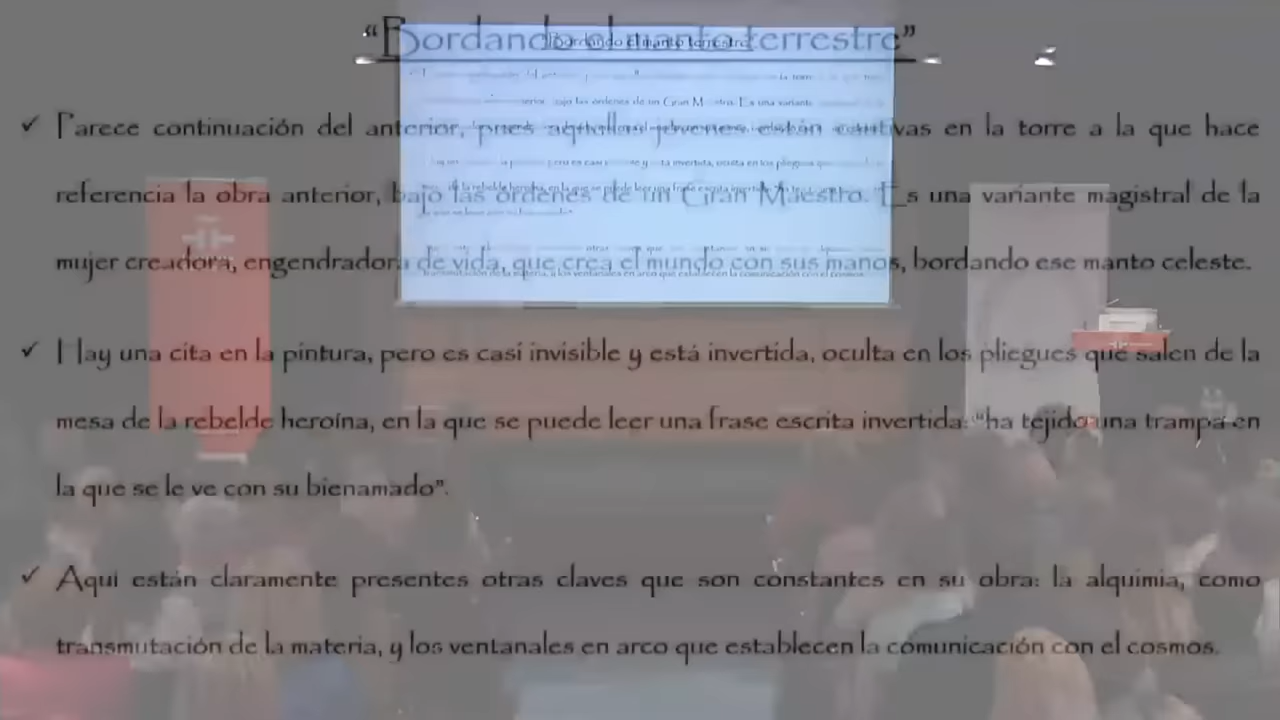 “Bordando el manto terrestre”
✓ Parece continuación del anterior, pues aquellas jóvenes están cautivas en la torre a la que hace
referencia la obra anterior, bajo las órdenes de un Gran Maestro. Es una variante magistral de la
mujer creadora, engendradora de vida, que crea el mundo con sus manos, bordando ese manto celeste.
✓ Hay una cita en la pintura, pero es casi invisible y está invertida, oculta en los pliegues que salen de la
mesa de la rebelde heroína, en la que se puede leer una frase escrita invertida: “ha tejido una trampa en
la que se le ve con su bienamado”.
✓ Aquí están claramente presentes otras claves que son constantes en su obra: la alquimia, como
transmutación de la materia, y los ventanales en arco que establecen la comunicación con el cosmos.